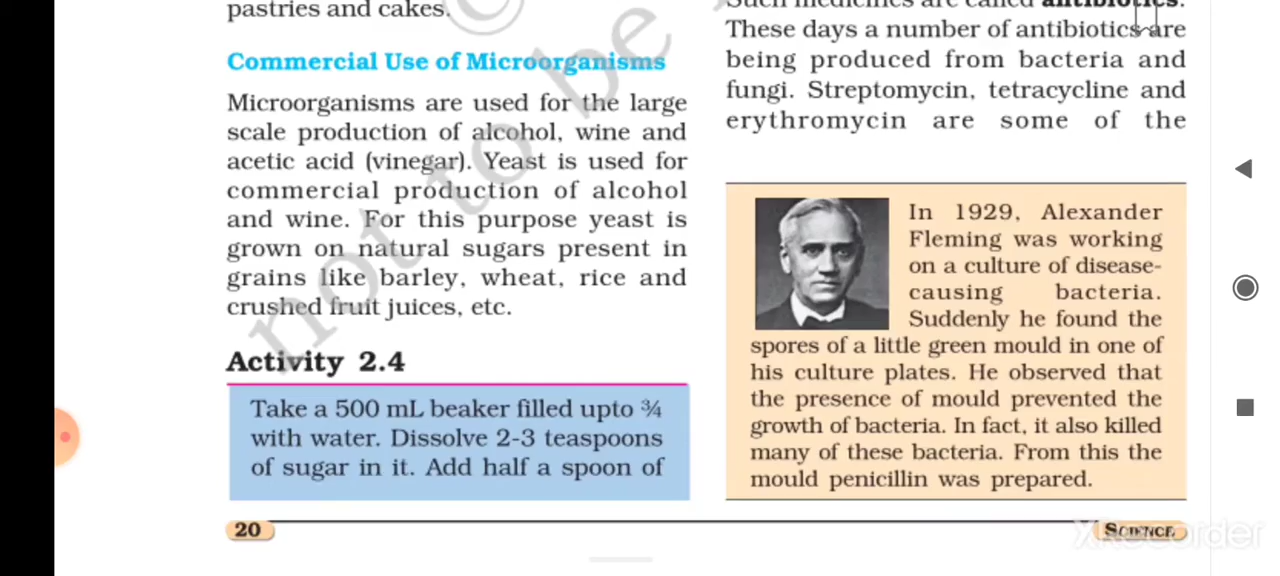 pastries and cakes.
Commercial Use of Microorganisms
Microorganisms are used for the large
scale production of alcohol, wine and
acetic acid (vinegar). Yeast is used for
commercial production of alcohol
and wine. For this purpose yeast is
grown on natural sugars present in
grains like barley, wheat, rice and
crushed fruit juices, etc.
Activity 2.4
Take a 500 mL beaker filled upto ¾
with water. Dissolve 2-3 teaspoons
of sugar in it. Add half a spoon of
Such medicines are called antibiotics.
These days a number of antibiotics are
being produced from bacteria and
fungi. Streptomycin, tetracycline and
erythromycin are some of the
In 1929, Alexander
Fleming was working
on a culture of disease-
causing bacteria.
Suddenly he found the
spores of a little green mould in one of
his culture plates. He observed that
the presence of mould prevented the
growth of bacteria. In fact, it also killed
many of these bacteria. From this the
mould penicillin was prepared.
20
SCIENCE
XRecorder
© not to be